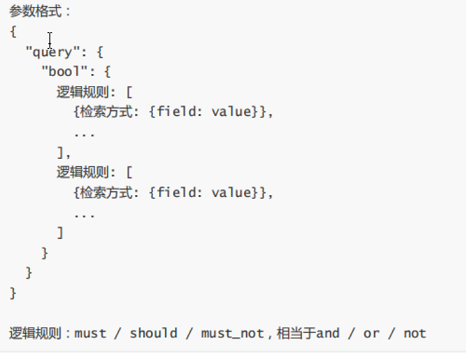 参数格式：
{
"query": {
"bool": {
逻辑规则: [
{检索方式: {field: value}},
...
],
逻辑规则: [
{检索方式: {field: value}},
...
]
}
}
}
逻辑规则：must / should / must_not，相当于and / or / not